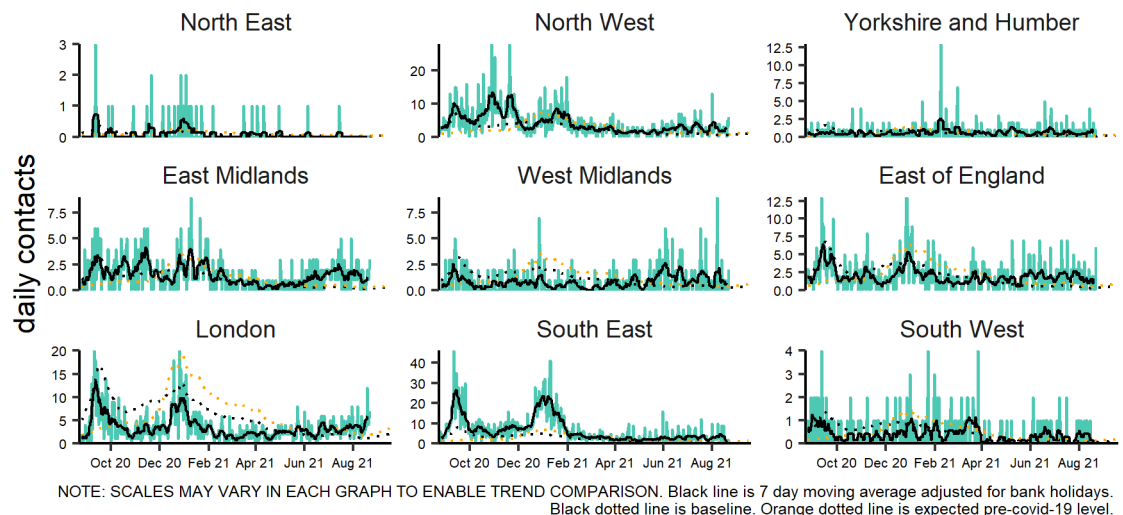 North East
North West
Yorkshire and Humber
3
2
1
0
20
10
0
12.5
10.0
7.5
5.0
2.5
0.0
East Midlands
West Midlands
East of England
daily contacts
7.5
5.0
2.5
0.0
7.5
5.0
2.5
0.0
12.5
10.0
7.5
5.0
2.5
0.0
London
South East
South West
20
15
10
5
0
40
30
20
10
0
4
3
2
1
0
Oct 20 Dec 20 Feb 21 Apr 21 Jun 21 Aug 21
Oct 20 Dec 20 Feb 21 Apr 21 Jun 21 Aug 21
Oct 20 Dec 20 Feb 21 Apr 21 Jun 21 Aug 21
NOTE: SCALES MAY VARY IN EACH GRAPH TO ENABLE TREND COMPARISON. Black line is 7 day moving average adjusted for bank holidays.
Black dotted line is baseline. Orange dotted line is expected pre-covid-19 level.